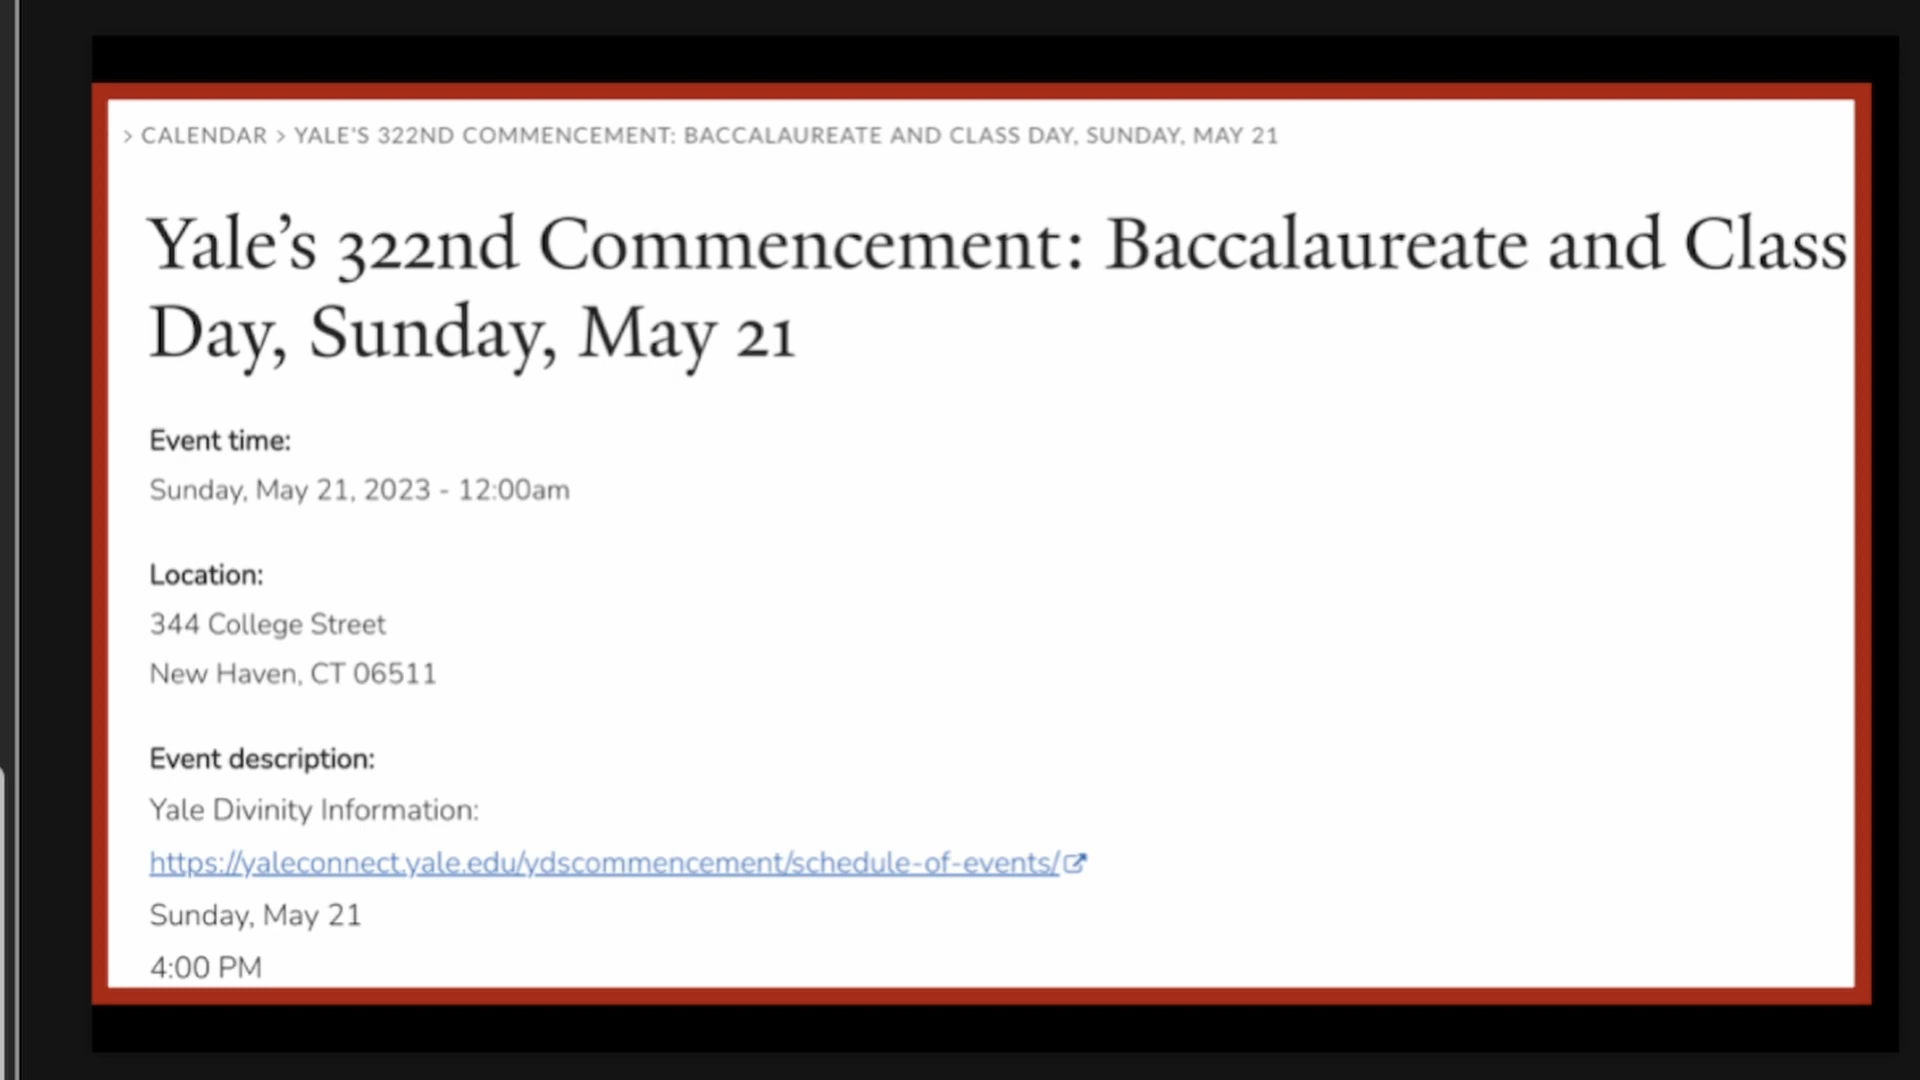 > CALENDAR > YALE'S 322ND COMMENCEMENT: BACCALAUREATE AND CLASS DAY, SUNDAY, MAY 21
Yale’s 322nd Commencement: Baccalaureate and Class
Day, Sunday, May 21
Event time:
Sunday, May 21, 2023 - 12:00am
Location:
344 College Street
New Haven, CT 06511
Event description:
Yale Divinity Information:
https://yaleconnect.yale.edu/ydscommencement/schedule-of-events/
Sunday, May 21
4:00 PM